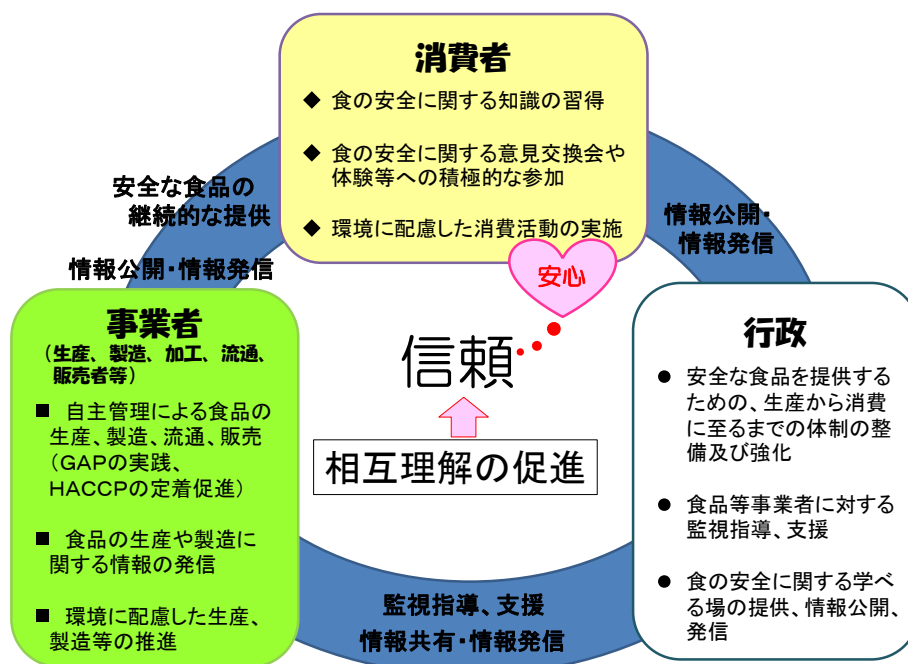 消費者
◆ 食の安全に関する知識の習得
◆ 食の安全に関する意見交換会や
体験等への積極的な参加
◆ 環境に配慮した消費活動の実施
安全な食品の
継続的な提供
情報公開・情報発信
情報公開・
情報発信
安心
信頼
相互理解の促進
事業者
(生産、製造、加工、流通、
販売者等)
■ 自主管理による食品の
生産、製造、流通、販売
(GAPの実践、
HACCPの定着促進)
■ 食品の生産や製造に
関する情報の発信
■ 環境に配慮した生産、
製造等の推進
行政
● 安全な食品を提供する
ための、生産から消費
に至るまでの体制の整
備及び強化
● 食品等事業者に対する
監視指導、支援
● 食の安全に関する学べ
る場の提供、情報公開、
発信
監視指導、支援
情報共有・情報発信